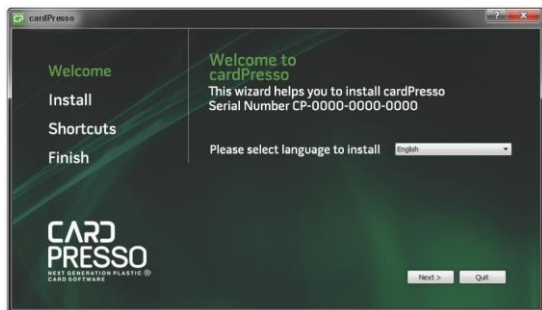 cardPresso
Welcome
Install
Shortcuts
Finish
Welcome to
cardPresso
This wizard helps you to install cardPresso
Serial Number CP-0000-0000-0000
Please select language to install
English
CARD
PRESSO
NEXT GENERATION PLASTIC
CARD SOFTWARE
Next >
Quit